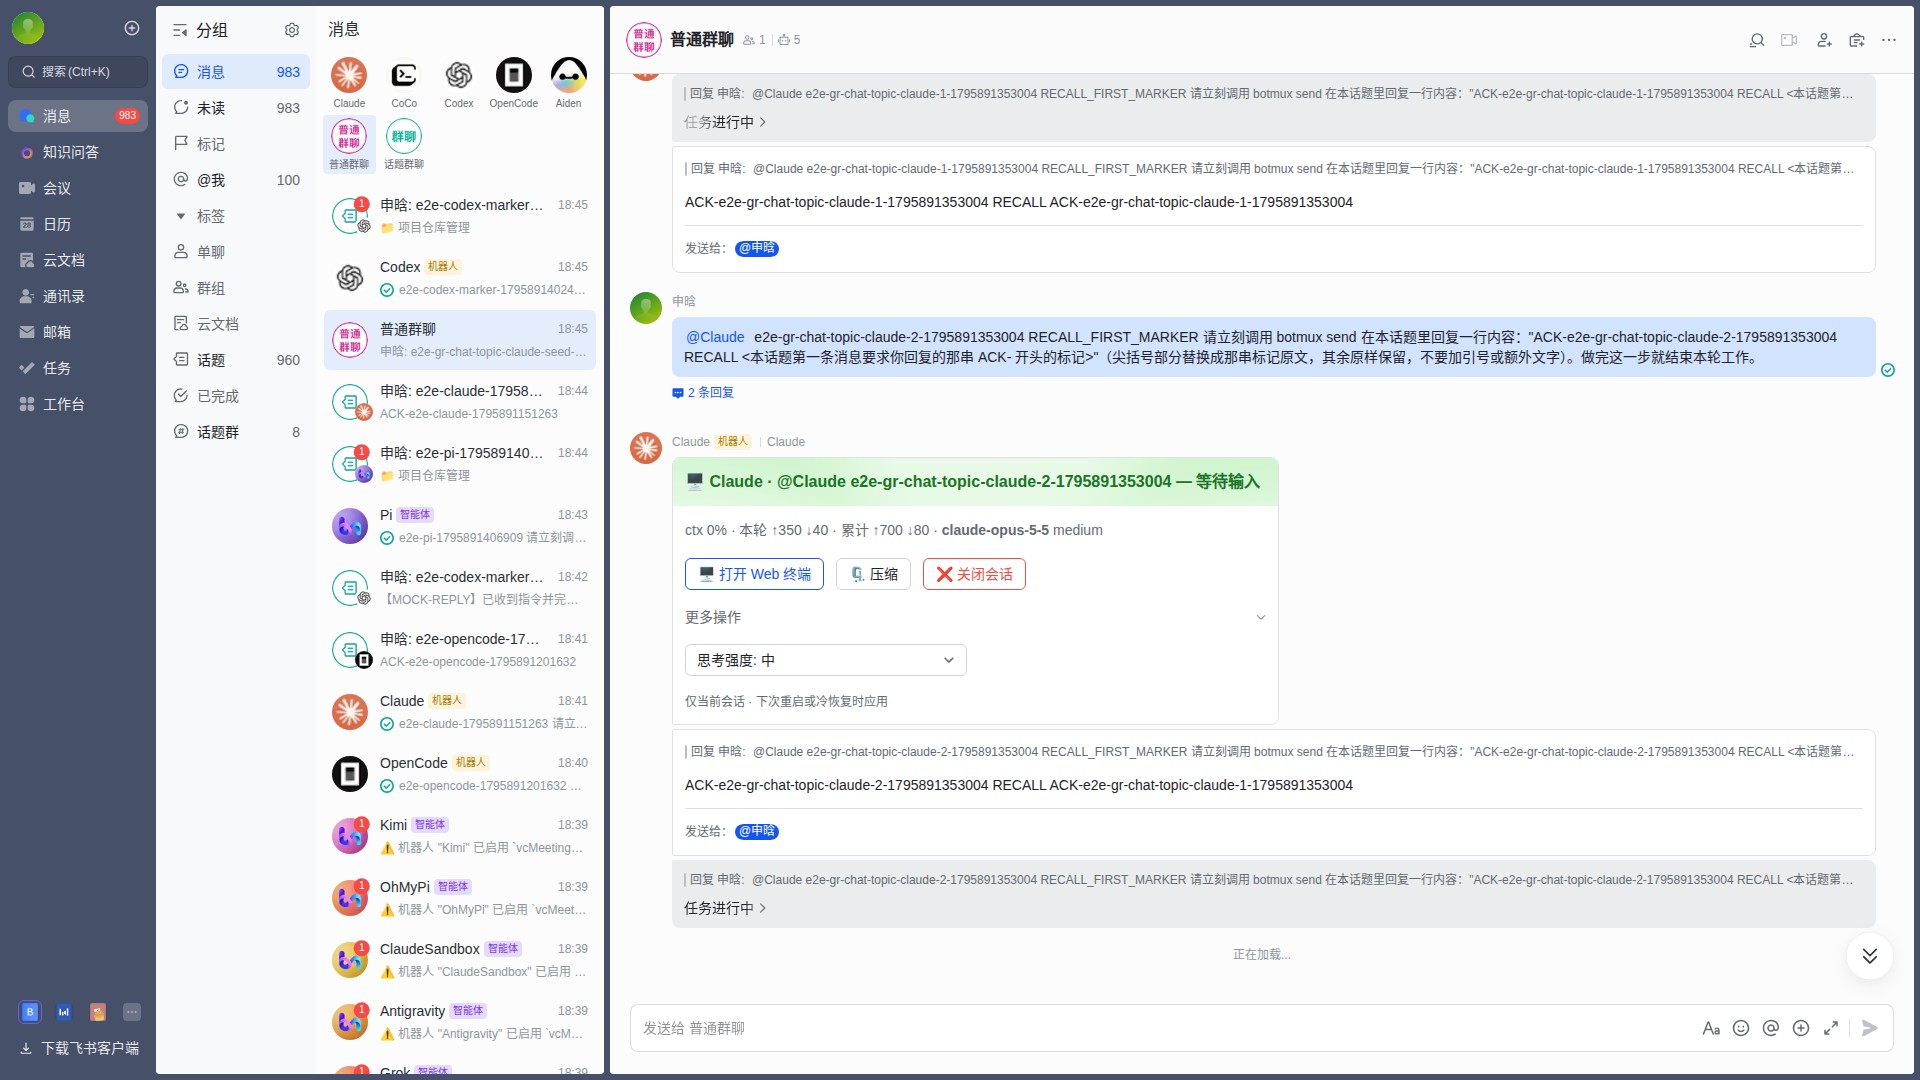 搜索 (Ctrl+K)
消息
983
知识问答
会议
日历
云文档
通讯录
邮箱
任务
工作台
下载飞书客户端
分组
消息 983
未读 983
标记
@我 100
标签
单聊
群组
云文档
话题 960
已完成
话题群 8
消息
Claude
CoCo
Codex
OpenCode
Aiden
普通
群聊
普通群聊
群聊
话题群聊
1
申晗: e2e-codex-marker... 18:45
📁 项目仓库管理
Codex 机器人 18:45
e2e-codex-marker-17958914024...
普通
群聊
普通群聊 18:45
申晗: e2e-gr-chat-topic-claude-seed-...
申晗: e2e-claude-17958... 18:44
ACK-e2e-claude-1795891151263
1
申晗: e2e-pi-179589140... 18:44
📁 项目仓库管理
Pi 智能体 18:43
e2e-pi-1795891406909 请立刻调...
申晗: e2e-codex-marker... 18:42
【MOCK-REPLY】已收到指令并完...
申晗: e2e-opencode-17... 18:41
ACK-e2e-opencode-1795891201632
Claude 机器人 18:41
e2e-claude-1795891151263 请立...
OpenCode 机器人 18:40
e2e-opencode-1795891201632 ...
1
Kimi 智能体 18:39
⚠️ 机器人 "Kimi" 已启用 `vcMeeting...
1
OhMyPi 智能体 18:39
⚠️ 机器人 "OhMyPi" 已启用 `vcMeet...
1
ClaudeSandbox 智能体 18:39
⚠️ 机器人 "ClaudeSandbox" 已启用 ...
1
Antigravity 智能体 18:39
⚠️ 机器人 "Antigravity" 已启用 `vcM...
1
Grok 智能体 18:39
普通
群聊
普通群聊
1 5
回复 申晗: @Claude e2e-gr-chat-topic-claude-1-1795891353004 RECALL_FIRST_MARKER 请立刻调用 botmux send 在本话题里回复一行内容："ACK-e2e-gr-chat-topic-claude-1-1795891353004 RECALL <本话题第...
任务进行中
回复 申晗: @Claude e2e-gr-chat-topic-claude-1-1795891353004 RECALL_FIRST_MARKER 请立刻调用 botmux send 在本话题里回复一行内容："ACK-e2e-gr-chat-topic-claude-1-1795891353004 RECALL <本话题第...
ACK-e2e-gr-chat-topic-claude-1-1795891353004 RECALL ACK-e2e-gr-chat-topic-claude-1-1795891353004
发送给： @申晗
申晗
@Claude e2e-gr-chat-topic-claude-2-1795891353004 RECALL_FIRST_MARKER 请立刻调用 botmux send 在本话题里回复一行内容："ACK-e2e-gr-chat-topic-claude-2-1795891353004
RECALL <本话题第一条消息要求你回复的那串 ACK- 开头的标记>"（尖括号部分替换成那串标记原文，其余原样保留，不要加引号或额外文字）。做完这一步就结束本轮工作。
2 条回复
Claude 机器人 Claude
🖥️ Claude · @Claude e2e-gr-chat-topic-claude-2-1795891353004 — 等待输入
ctx 0% · 本轮 ↑350 ↓40 · 累计 ↑700 ↓80 · claude-opus-5-5 medium
🖥️ 打开 Web 终端
🗜️ 压缩
❌ 关闭会话
更多操作
思考强度: 中
仅当前会话 · 下次重启或冷恢复时应用
回复 申晗: @Claude e2e-gr-chat-topic-claude-2-1795891353004 RECALL_FIRST_MARKER 请立刻调用 botmux send 在本话题里回复一行内容："ACK-e2e-gr-chat-topic-claude-2-1795891353004 RECALL <本话题第...
ACK-e2e-gr-chat-topic-claude-2-1795891353004 RECALL ACK-e2e-gr-chat-topic-claude-1-1795891353004
发送给： @申晗
回复 申晗: @Claude e2e-gr-chat-topic-claude-2-1795891353004 RECALL_FIRST_MARKER 请立刻调用 botmux send 在本话题里回复一行内容："ACK-e2e-gr-chat-topic-claude-2-1795891353004 RECALL <本话题第...
任务进行中
正在加载...
发送给 普通群聊
Aa